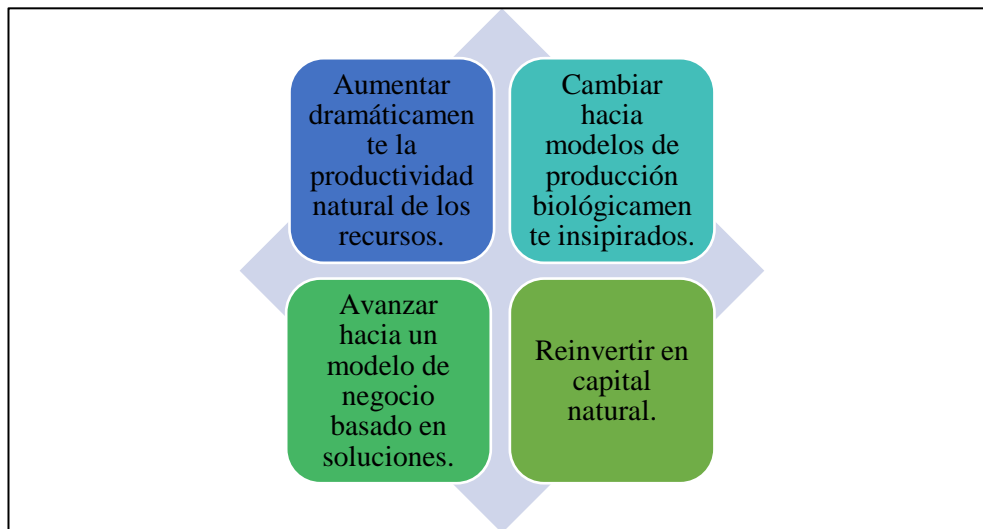 Aumentar
dramáticamen
te la
productividad
natural de los
recursos.
Cambiar
hacia
modelos de
producción
biológicamen
te insipirados.
Avanzar
hacia un
modelo de
negocio
basado en
soluciones.
Reinvertir en
capital
natural.